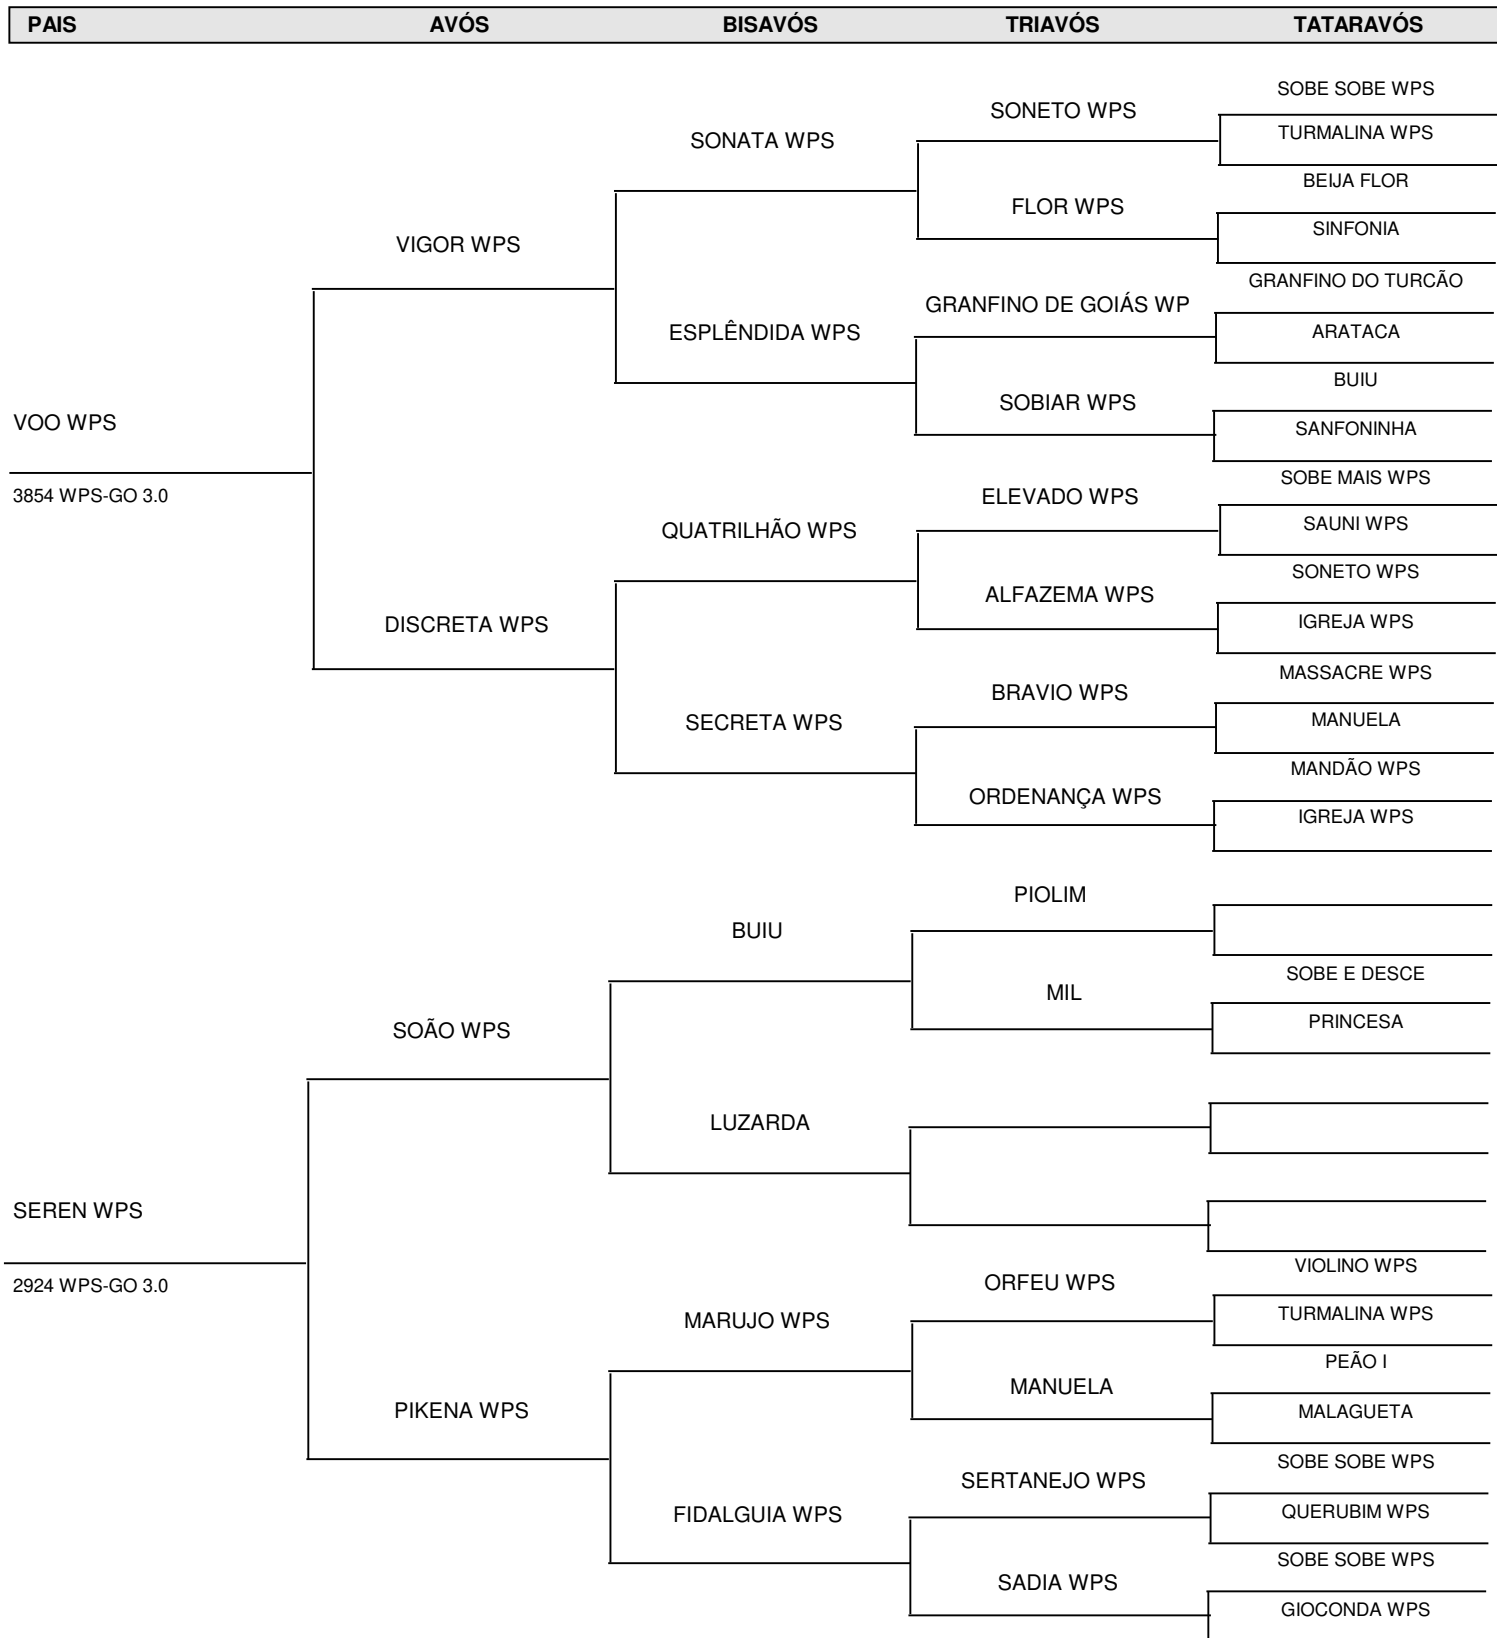 PAIS AVÓS BISAVÓS TRIAVÓS TATARAVÓS
SOBE SOBE WPS
SONETO WPS
TURMALINA WPS
SONATA WPS
BEIJA FLOR
FLOR WPS
SINFONIA
VIGOR WPS
GRANFINO DO TURCÃO
GRANFINO DE GOIÁS WP
ESPLÊNDIDA WPS
ARATACA
BUIU
SOBIAR WPS
VOO WPS
SANFONINHA
SOBE MAIS WPS
3854 WPS-GO 3.0
ELEVADO WPS
SAUNI WPS
QUATRILHÃO WPS
SONETO WPS
ALFAZEMA WPS
IGREJA WPS
DISCRETA WPS
MASSACRE WPS
BRAVIO WPS
MANUELA
SECRETA WPS
MANDÃO WPS
ORDENANÇA WPS
IGREJA WPS
PIOLIM
BUIU
SOBE E DESCE
MIL
PRINCESA
SOÃO WPS
LUZARDA
SEREN WPS
VIOLINO WPS
2924 WPS-GO 3.0
ORFEU WPS
TURMALINA WPS
MARUJO WPS
PEÃO I
MANUELA
PIKENA WPS
MALAGUETA
SOBE SOBE WPS
SERTANEJO WPS
QUERUBIM WPS
FIDALGUIA WPS
SOBE SOBE WPS
SADIA WPS
GIOCONDA WPS